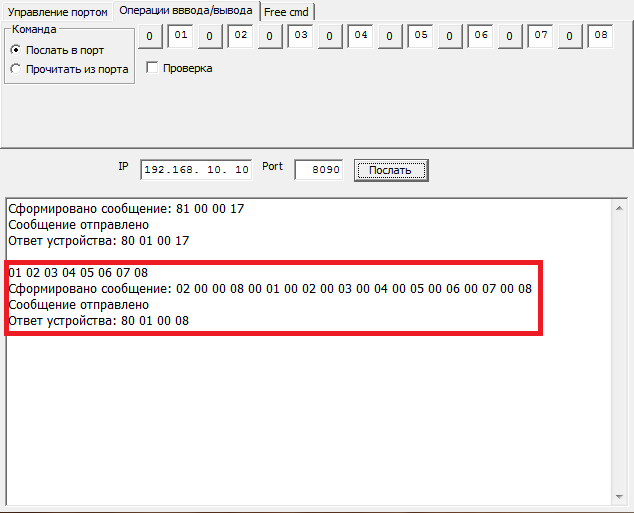 Управление портом Операции вввода/вывода Free cmd
Команда
0 01 0 02 0 03 0 04 0 05 0 06 0 07 0 08
Послать в порт
Прочитать из порта
Проверка
IP 192.168. 10. 10 Port 8090 Послать
Сформировано сообщение: 81 00 00 17
Сообщение отправлено
Ответ устройства: 80 01 00 17
01 02 03 04 05 06 07 08
Сформировано сообщение: 02 00 00 08 00 01 00 02 00 03 00 04 00 05 00 06 00 07 00 08
Сообщение отправлено
Ответ устройства: 80 01 00 08